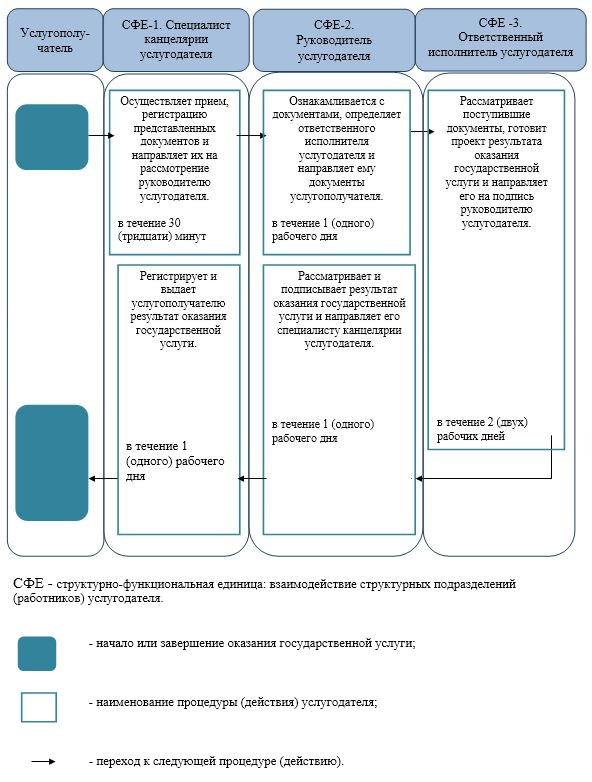 Услугополу-
чатель
СФЕ-1. Специалист
канцелярии
услугодателя
СФЕ-2.
Руководитель
услугодателя
СФЕ -3.
Ответственный
исполнитель услугодателя
Осуществляет прием,
регистрацию
представленных
документов и
направляет их на
рассмотрение
руководителю
услугодателя.
в течение 30
(тридцати) минут
Ознакамливается с
документами, определяет
ответственного
исполнителя
услугодателя и
направляет ему
документы
услугополучателя.
в течение 1 (одного)
рабочего дня
Рассматривает
поступившие
документы, готовит
проект результата
оказания
государственной
услуги и направляет
его на подпись
руководителю
услугодателя.
в течение 2 (двух)
рабочих дней
Регистрирует и
выдает
услугополучателю
результат оказания
государственной
услуги.
в течение 1
(одного) рабочего
дня
Рассматривает и
подписывает результат
оказания государственной
услуги и направляет его
специалисту канцелярии
услугодателя.
в течение 1 (одного)
рабочего дня
СФЕ - структурно-функциональная единица: взаимодействие структурных подразделений
(работников) услугодателя.
- начало или завершение оказания государственной услуги;
- наименование процедуры (действия) услугодателя;
- переход к следующей процедуре (действию).